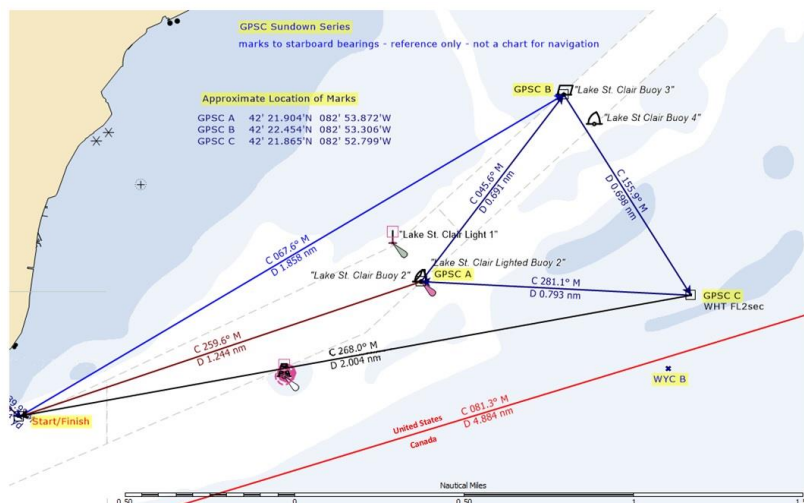 GPSC Sundown Series
marks to starboard bearings - reference only - not a chart for navigation
Approximate Location of Marks
GPSC A 42' 21.904'N 082' 53.872'W
GPSC B 42' 22.454'N 082' 53.306'W
GPSC C 42' 21.865'N 082' 52.799'W
GPSC B
"Lake St. Clair Buoy 3"
"Lake St Clair Buoy 4"
C 045.6° M
D 0.691 nm
C 155.9° M
D 0.698 nm
C 067.6° M
D 1.858 nm
"Lake St. Clair Light 1"
"Lake St. Clair Lighted Buoy 2"
"Lake St. Clair Buoy 2"
GPSC A
C 281.1° M
D 0.793 nm
GPSC C
WHT FL2sec
C 259.6° M
D 1.244 nm
C 268.0° M
D 2.004 nm
WYC B
Start/Finish
United States
Canada
C 081.3° M
D 4.884 nm
Nautical Miles
0.50
0
0.50
1